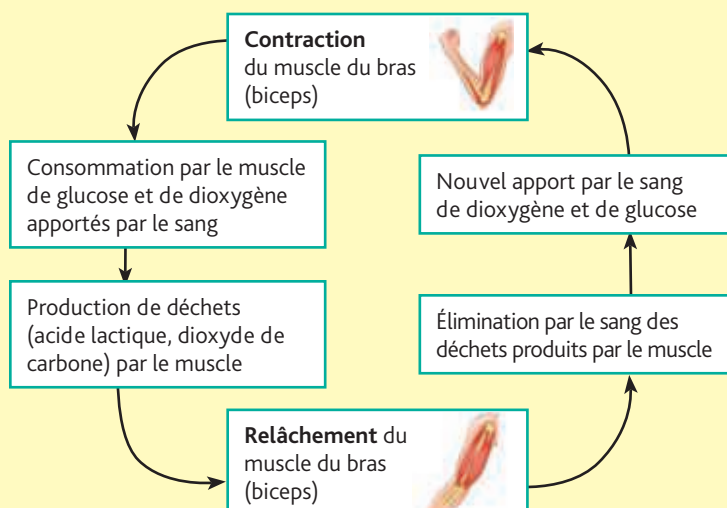 Contraction
du muscle du bras
(biceps)
Consommation par le muscle
de glucose et de dioxygène
apportés par le sang
Production de déchets
(acide lactique, dioxyde de
carbone) par le muscle
Relâchement du
muscle du bras
(biceps)
Élimination par le sang des
déchets produits par le muscle
Nouvel apport par le sang
de dioxygène et de glucose